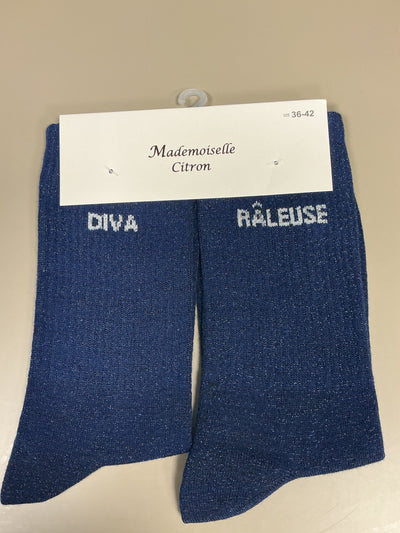 36-42
Mademoiselle
Citron
DIVA
RÂLEUSE